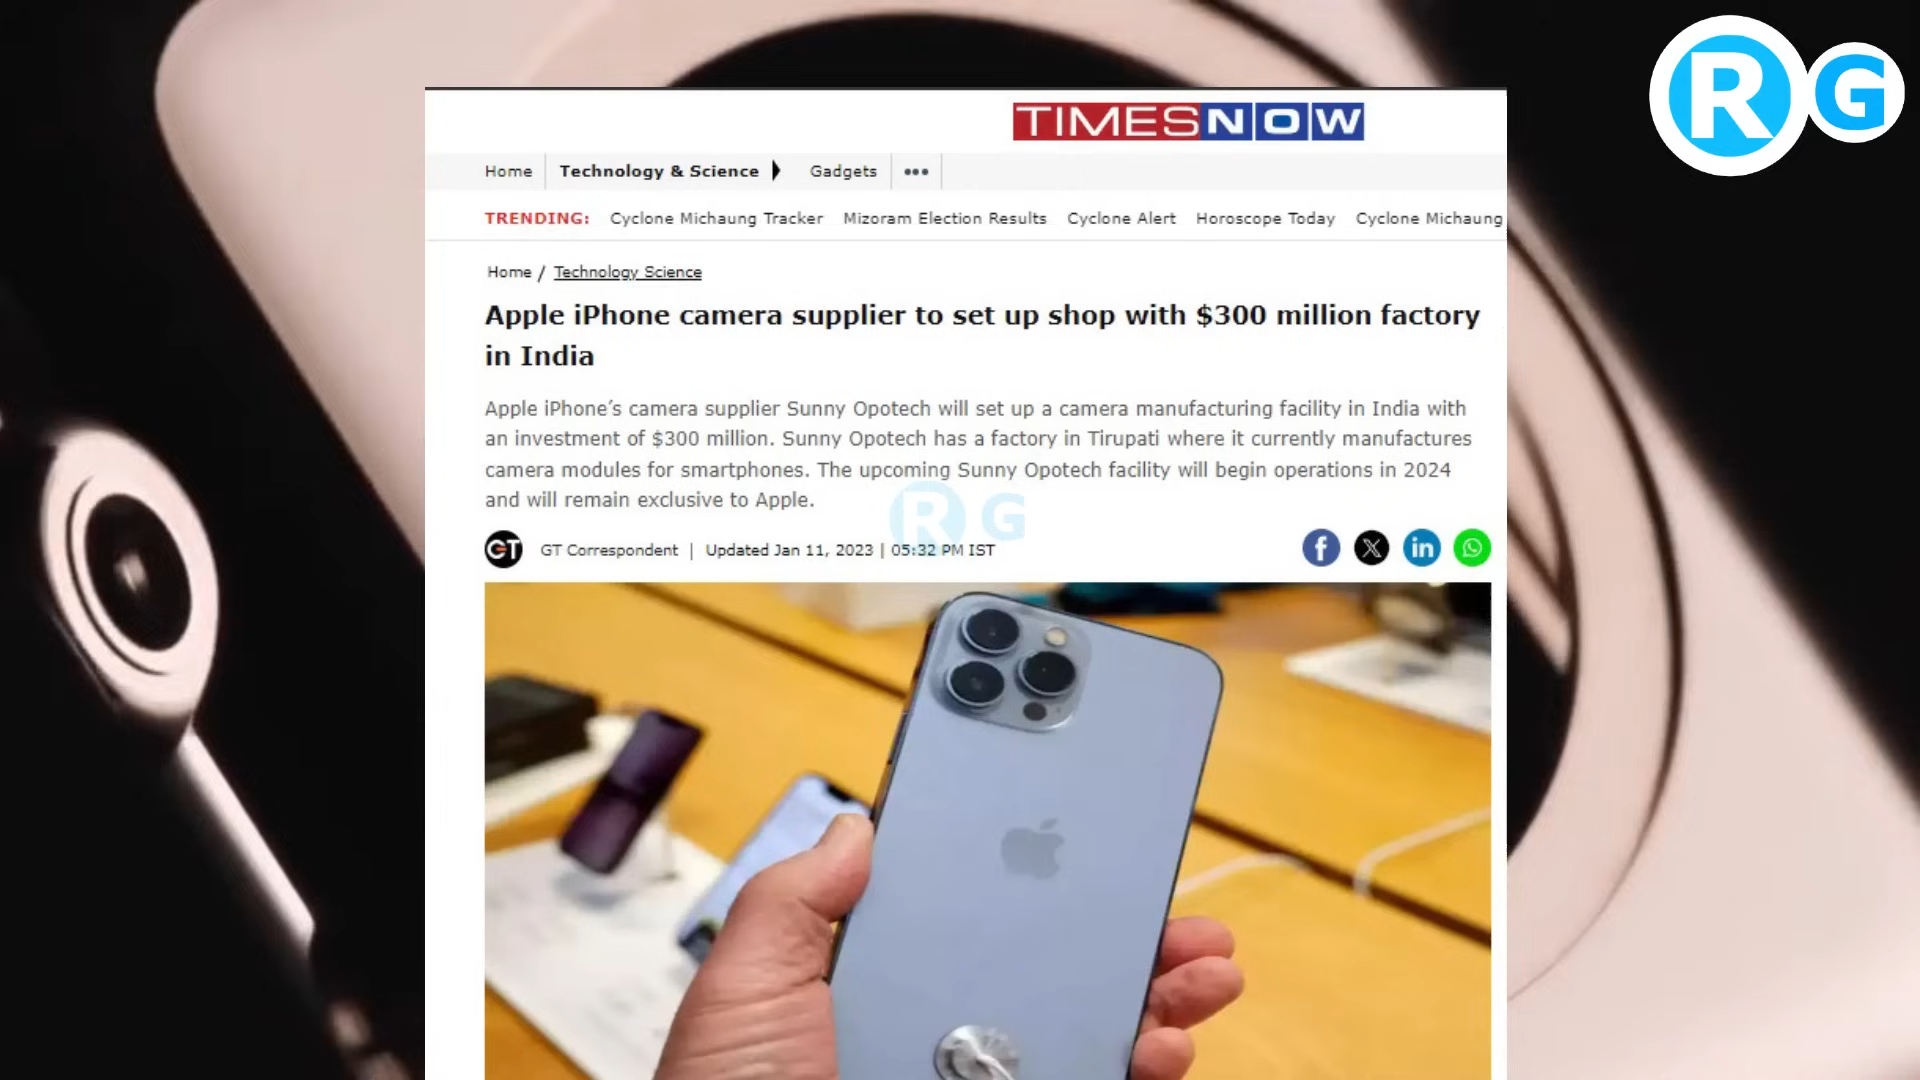 RG
TIMES NOW
Home Technology & Science Gadgets •••
TRENDING: Cyclone Michaung Tracker Mizoram Election Results Cyclone Alert Horoscope Today Cyclone Michaung
Home / Technology Science
Apple iPhone camera supplier to set up shop with $300 million factory
in India
Apple iPhone’s camera supplier Sunny Opotech will set up a camera manufacturing facility in India with
an investment of $300 million. Sunny Opotech has a factory in Tirupati where it currently manufactures
camera modules for smartphones. The upcoming Sunny Opotech facility will begin operations in 2024
and will remain exclusive to Apple.
R G
GT GT Correspondent | Updated Jan 11, 2023 | 05:32 PM IST